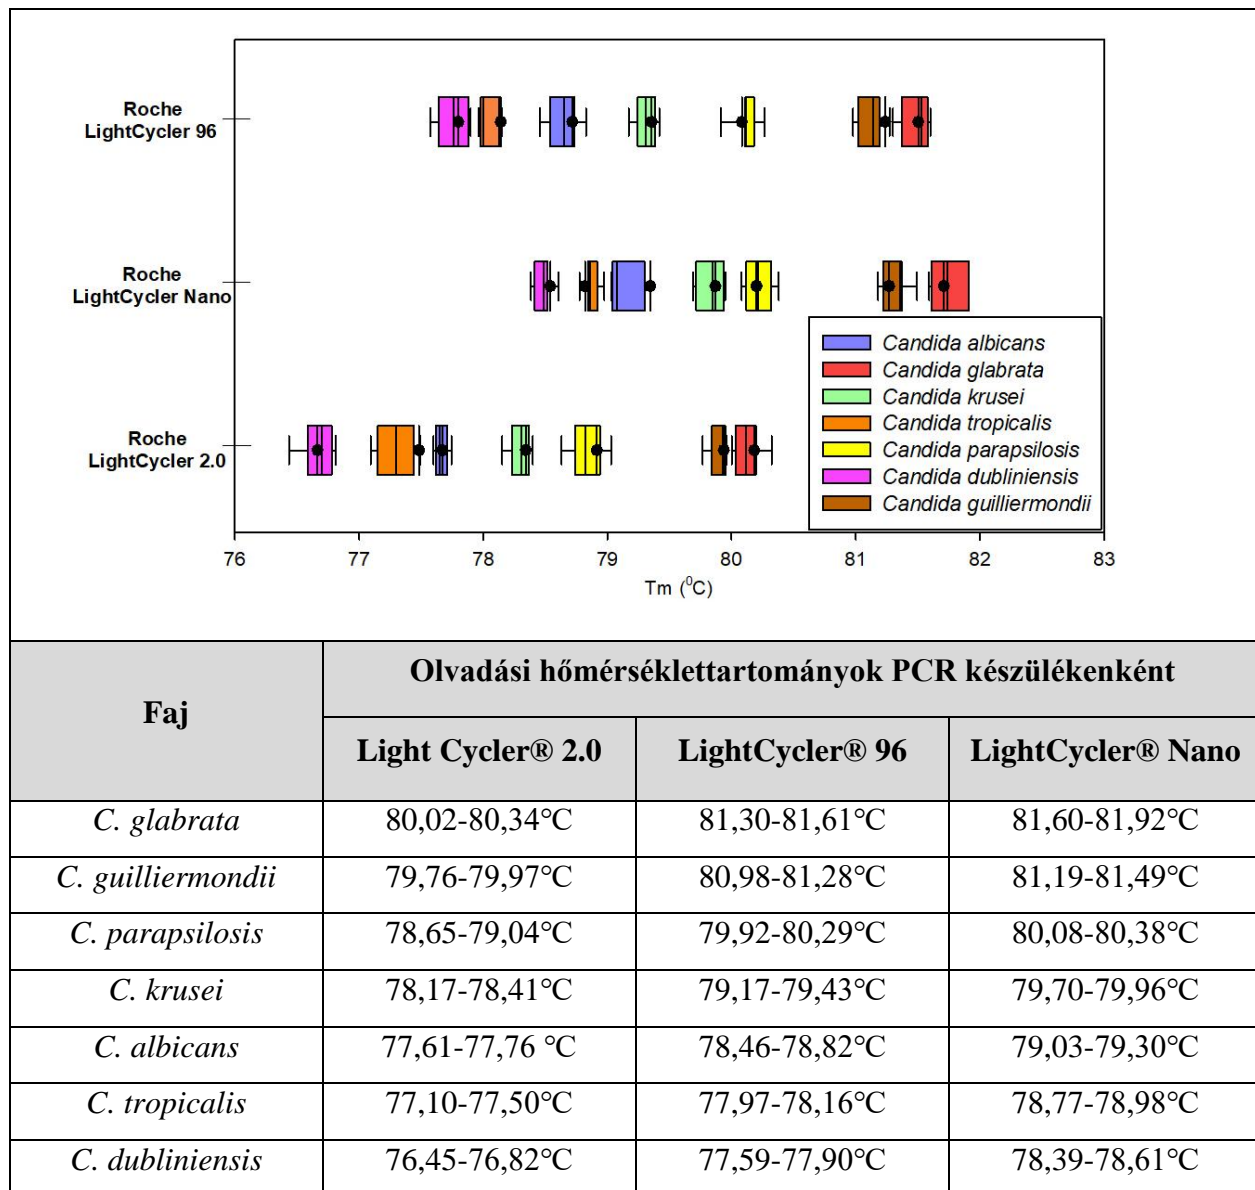 Roche
LightCycler 96
Roche
LightCycler Nano
Roche
LightCycler 2.0
Candida albicans
Candida glabrata
Candida krusei
Candida tropicalis
Candida parapsilosis
Candida dubliniensis
Candida guilliermondii
76 77 78 79 80 81 82 83
Tm (⁰C)
Faj
Olvadási hőmérséklettartományok PCR készülékenként
Light Cycler® 2.0 LightCycler® 96 LightCycler® Nano
C. glabrata 80,02-80,34℃ 81,30-81,61℃ 81,60-81,92℃
C. guilliermondii 79,76-79,97℃ 80,98-81,28℃ 81,19-81,49℃
C. parapsilosis 78,65-79,04℃ 79,92-80,29℃ 80,08-80,38℃
C. krusei 78,17-78,41℃ 79,17-79,43℃ 79,70-79,96℃
C. albicans 77,61-77,76 ℃ 78,46-78,82℃ 79,03-79,30℃
C. tropicalis 77,10-77,50℃ 77,97-78,16℃ 78,77-78,98℃
C. dubliniensis 76,45-76,82℃ 77,59-77,90℃ 78,39-78,61℃